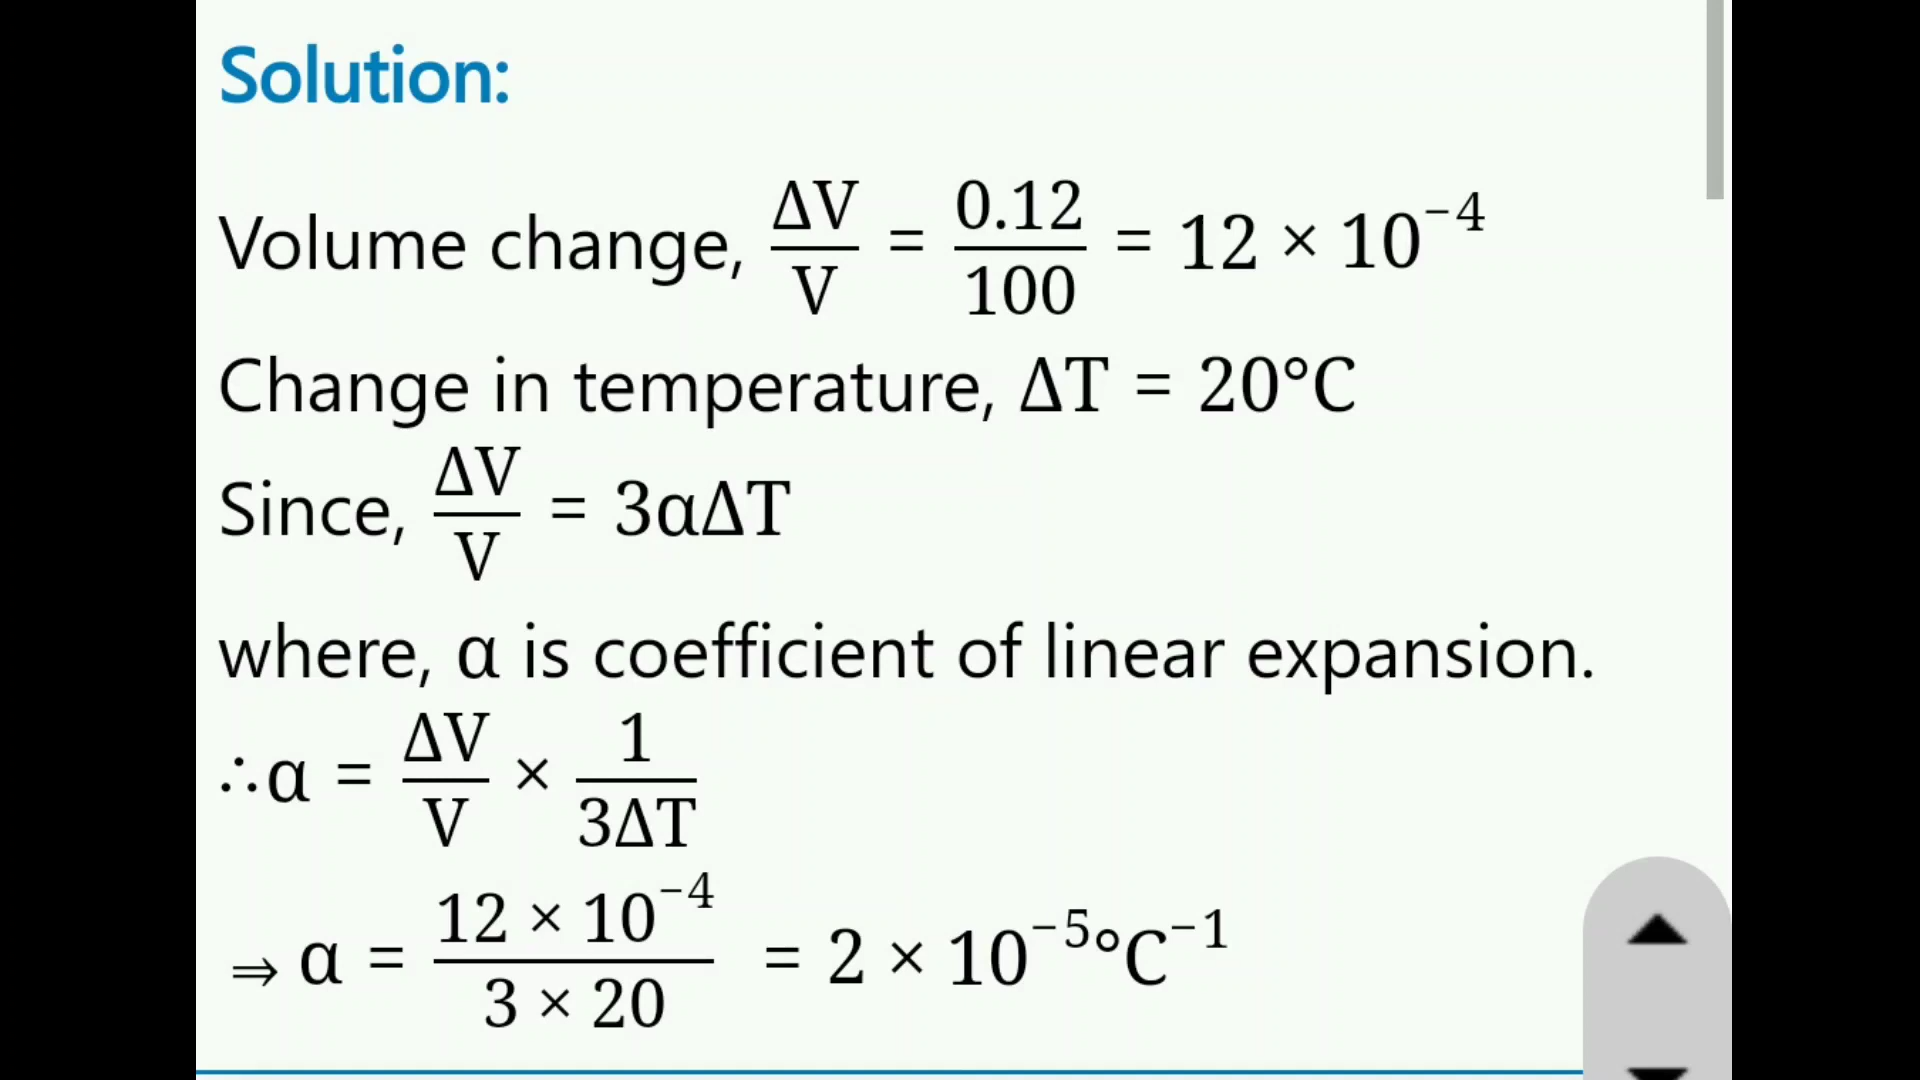 Solution:
Volume change, ΔV/V = 0.12/100 = 12 × 10⁻⁴
Change in temperature, ΔT = 20°C
Since, ΔV/V = 3αΔT
where, α is coefficient of linear expansion.
∴α = ΔV/V × 1/3ΔT
⇒ α = 12 × 10⁻⁴/3 × 20 = 2 × 10⁻⁵°C⁻¹